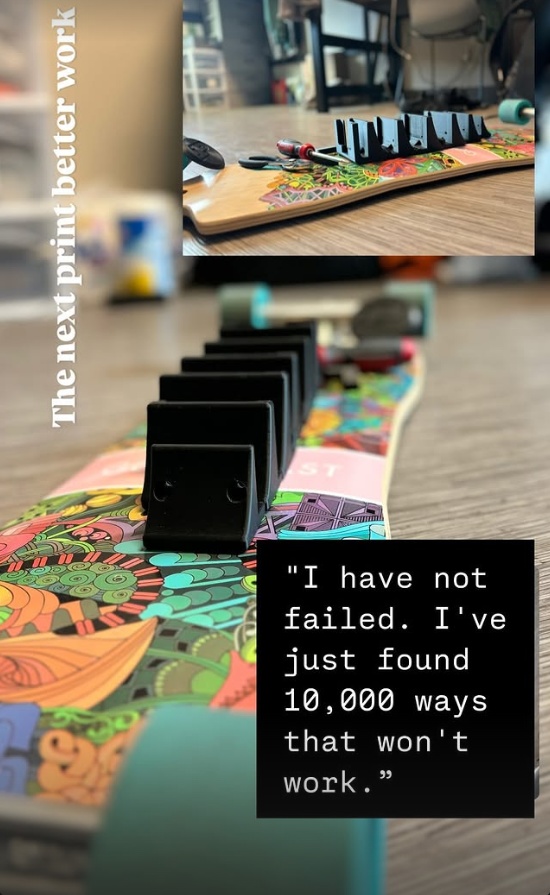 The next print better work
"I have not
failed. I've
just found
10,000 ways
that won't
work.”